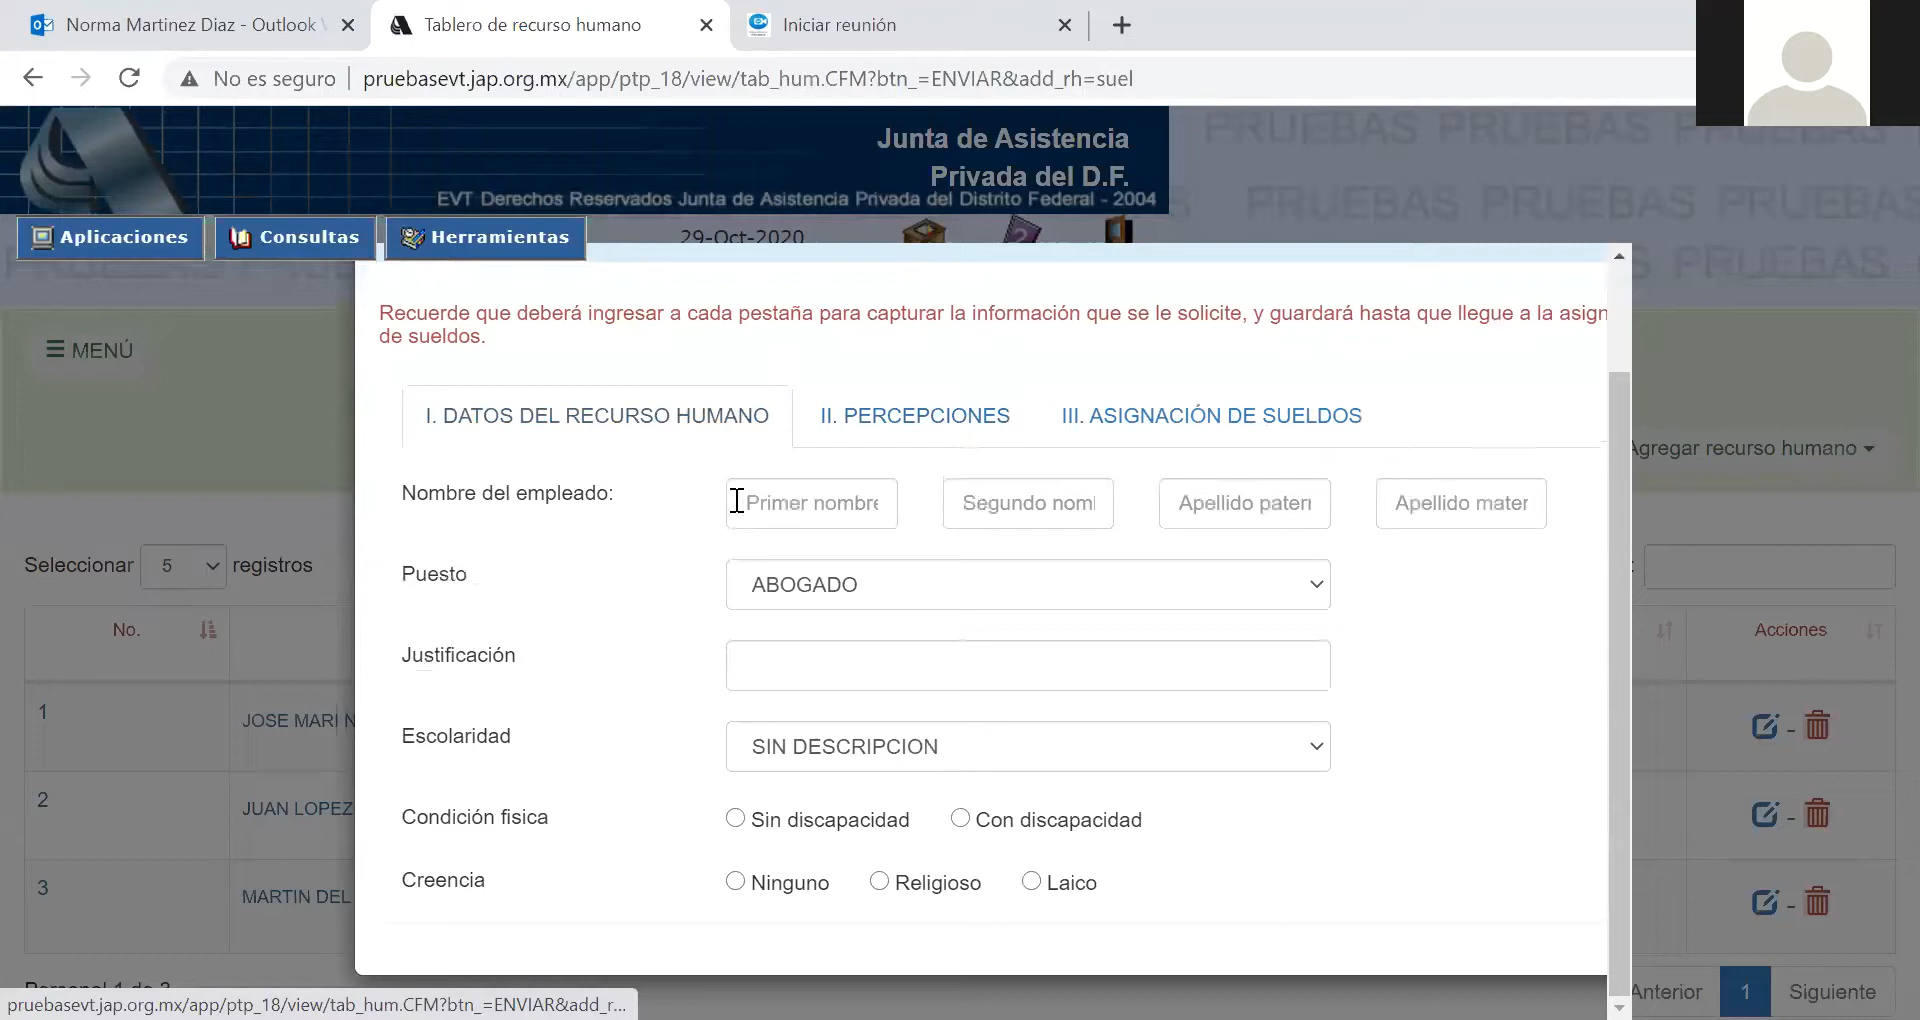 Norma Martinez Diaz - Outlook
Tablero de recurso humano
Iniciar reunión
No es seguro
pruebasevt.jap.org.mx/app/ptp_18/view/tab_hum.CFM?btn_=ENVIAR&add_rh=suel
Junta de Asistencia
Privada del D.F.
EVT Derechos Reservados Junta de Asistencia Privada del Distrito Federal - 2004
PRUEBAS PRUEBAS PRUEBAS
PRUEBAS PRUEBAS PRUEBAS
PRUEBAS
Aplicaciones
Consultas
Herramientas
29-Oct-2020
MENÚ
Recuerde que deberá ingresar a cada pestaña para capturar la información que se le solicite, y guardará hasta que llegue a la asign
de sueldos.
I. DATOS DEL RECURSO HUMANO
II. PERCEPCIONES
III. ASIGNACIÓN DE SUELDOS
Agregar recurso humano
Nombre del empleado:
Primer nombre
Segundo noml
Apellido patern
Apellido mater
Puesto
ABOGADO
Seleccionar 5 registros
:
Justificación
No.
Acciones
Escolaridad
SIN DESCRIPCION
1
JOSE MARI N
-
Condición fisica
Sin discapacidad
Con discapacidad
2
JUAN LOPEZ
-
Creencia
Ninguno
Religioso
Laico
3
MARTIN DEL
-
Anterior
1
Siguiente
pruebasevt.jap.org.mx/app/ptp_18/view/tab_hum.CFM?btn_=ENVIAR&add_r...